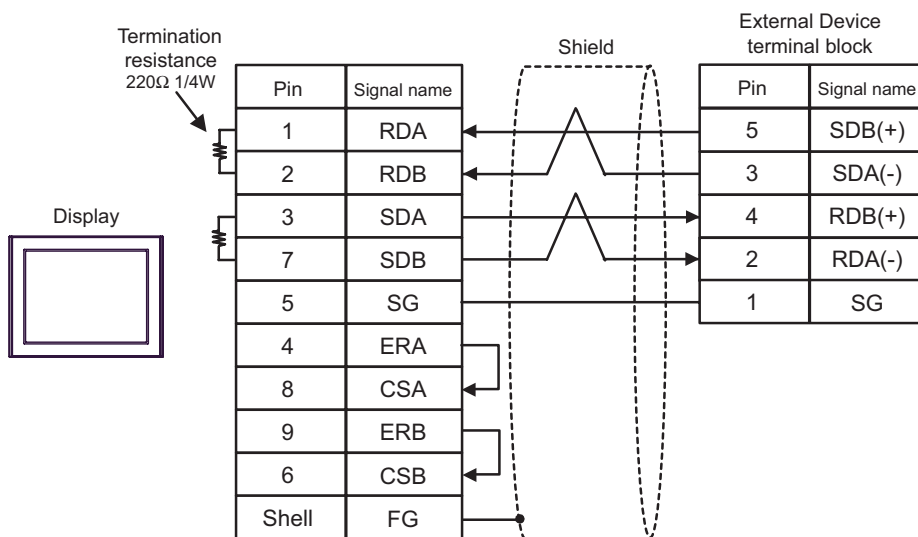 Termination
resistance
220Ω 1/4W
Display
Pin Signal name
1 RDA
2 RDB
3 SDA
7 SDB
5 SG
4 ERA
8 CSA
9 ERB
6 CSB
Shell FG
Shield
External Device
terminal block
Pin Signal name
5 SDB(+)
3 SDA(-)
4 RDB(+)
2 RDA(-)
1 SG